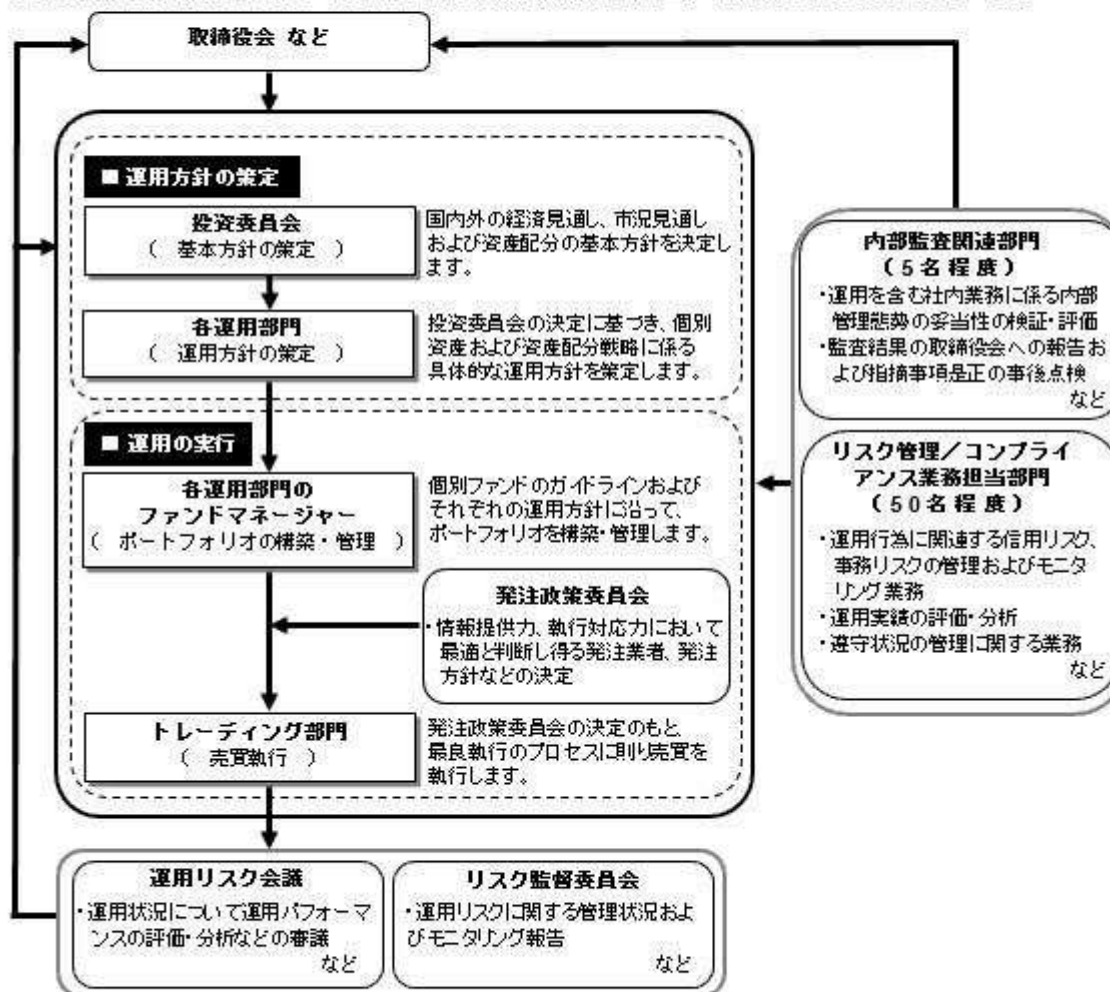 取締役会 など
■ 運用方針の策定
投資委員会
( 基本方針の策定 )
国内外の経済見通し、市況見通し
および資産配分の基本方針を決定し
ます。
各運用部門
( 運用方針の策定 )
投資委員会の決定に基づき、個別
資産および資産配分戦略に係る
具体的な運用方針を策定します。
■ 運用の実行
各運用部門の
ファンドマネージャー
( ポートフォリオの構築・管理 )
個別ファンドのガイドラインおよび
それぞれの運用方針に沿って、
ポートフォリオを構築・管理します。
発注政策委員会
・情報提供力、執行対応力において
最適と判断し得る発注業者、発注
方針などの決定
トレーディング部門
( 売買執行 )
発注政策委員会の決定のもと
最良執行のプロセスに則り売買を
執行します。
内部監査関連部門
(5名程度)
・運用を含む社内業務に係る内部
管理態勢の妥当性の検証・評価
・監査結果の取締役会への報告お
よび指摘事項是正の事後点検
など
リスク管理/コンプライ
アンス業務担当部門
(50名程度)
・運用行為に関連する信用リスク、
事務リスクの管理およびモニタ
リング業務
・運用実績の評価・分析
・遵守状況の管理に関する業務
など
運用リスク会議
・運用状況について運用パフォーマ
ンスの評価・分析などの審議
など
リスク監督委員会
・運用リスクに関する管理状況およ
びモニタリング報告
など